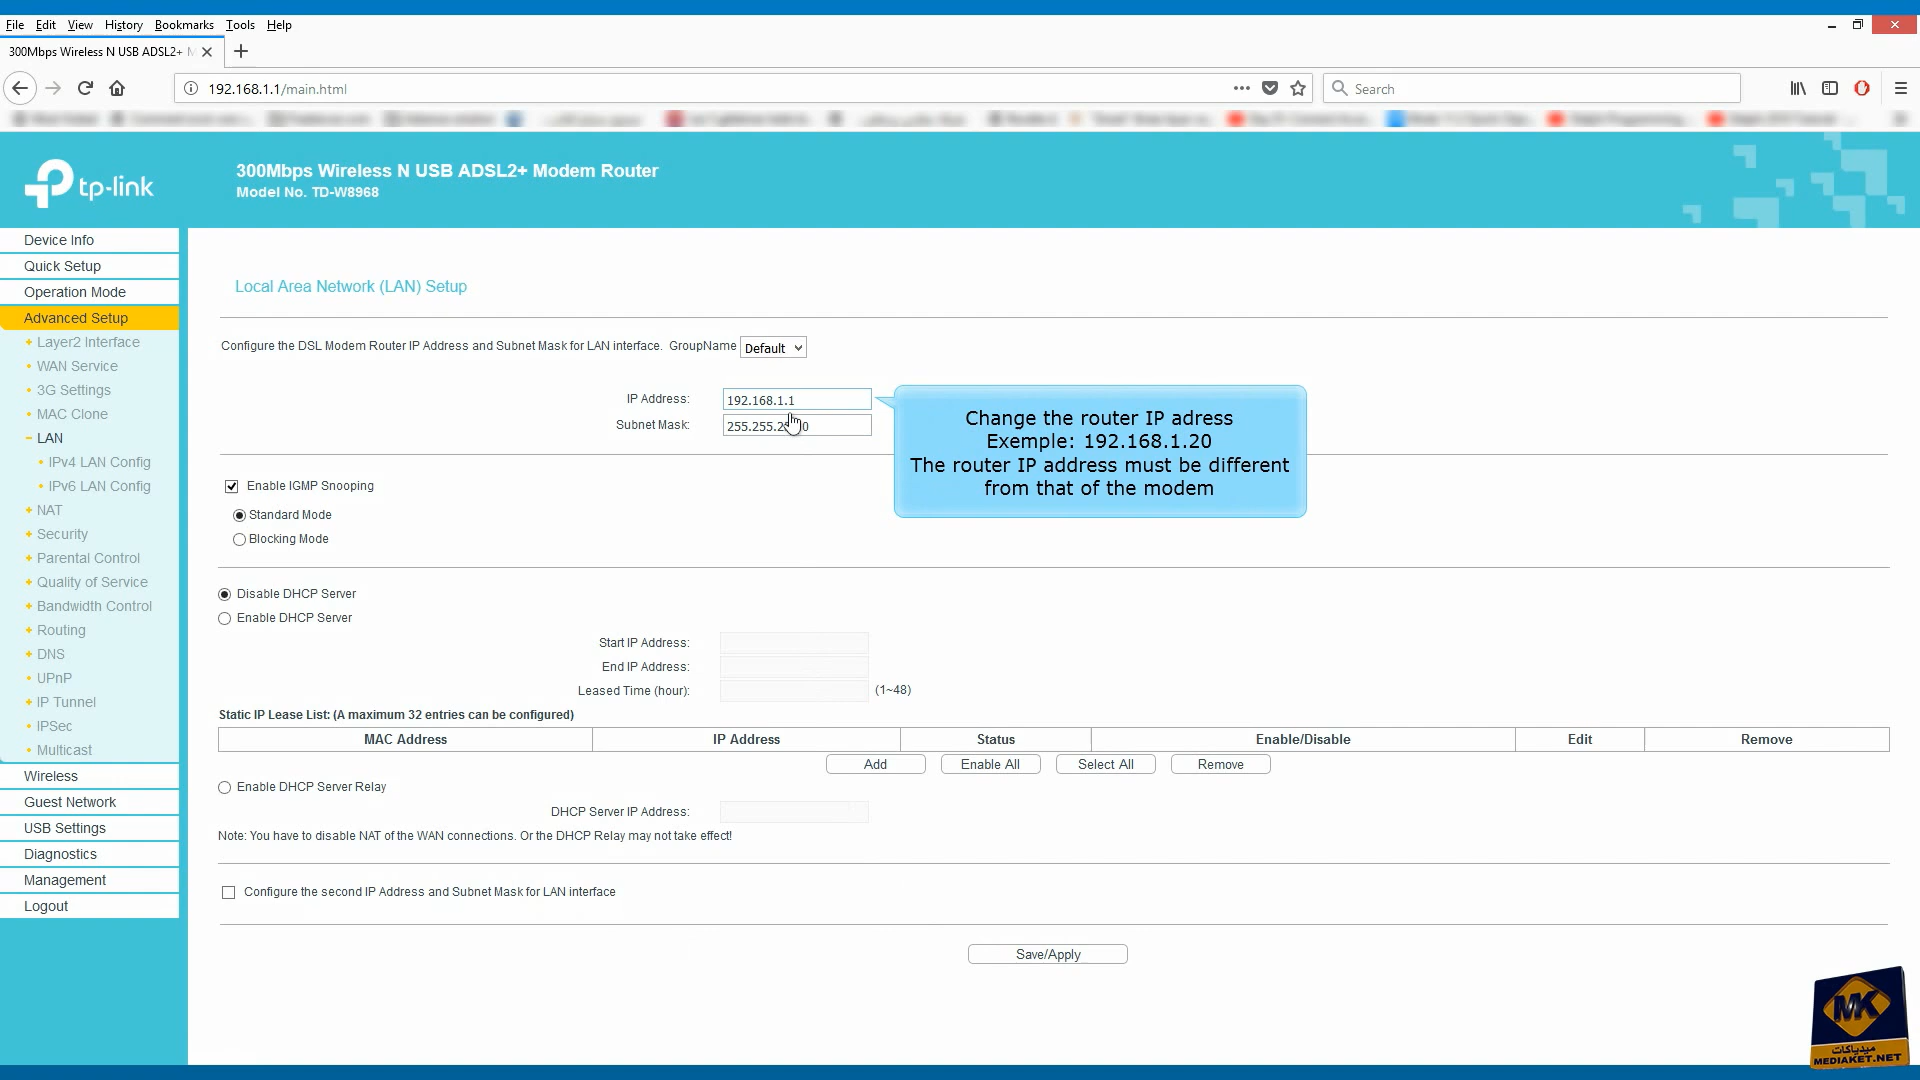 File Edit View History Bookmarks Tools Help
300Mbps Wireless N USB ADSL2+
192.168.1.1/main.html
Search
tp-link
300Mbps Wireless N USB ADSL2+ Modem Router
Model No. TD-W8968
Device Info
Quick Setup
Operation Mode
Advanced Setup
Layer2 Interface
WAN Service
3G Settings
MAC Clone
LAN
IPv4 LAN Config
IPv6 LAN Config
NAT
Security
Parental Control
Quality of Service
Bandwidth Control
Routing
DNS
UPnP
IP Tunnel
IPSec
Multicast
Wireless
Guest Network
USB Settings
Diagnostics
Management
Logout
Local Area Network (LAN) Setup
Configure the DSL Modem Router IP Address and Subnet Mask for LAN interface. GroupName Default
IP Address: 192.168.1.1
Subnet Mask:
Change the router IP adress
Exemple: 192.168.1.20
The router IP address must be different
from that of the modem
Enable IGMP Snooping
Standard Mode
Blocking Mode
Disable DHCP Server
Enable DHCP Server
Start IP Address:
End IP Address:
Leased Time (hour): (1~48)
Static IP Lease List: (A maximum 32 entries can be configured)
MAC Address IP Address Status Enable/Disable Edit Remove
Add Enable All Select All Remove
Enable DHCP Server Relay
DHCP Server IP Address:
Note: You have to disable NAT of the WAN connections. Or the DHCP Relay may not take effect!
Configure the second IP Address and Subnet Mask for LAN interface
Save/Apply
MK
ميدياكات
MEDIAKET.NET